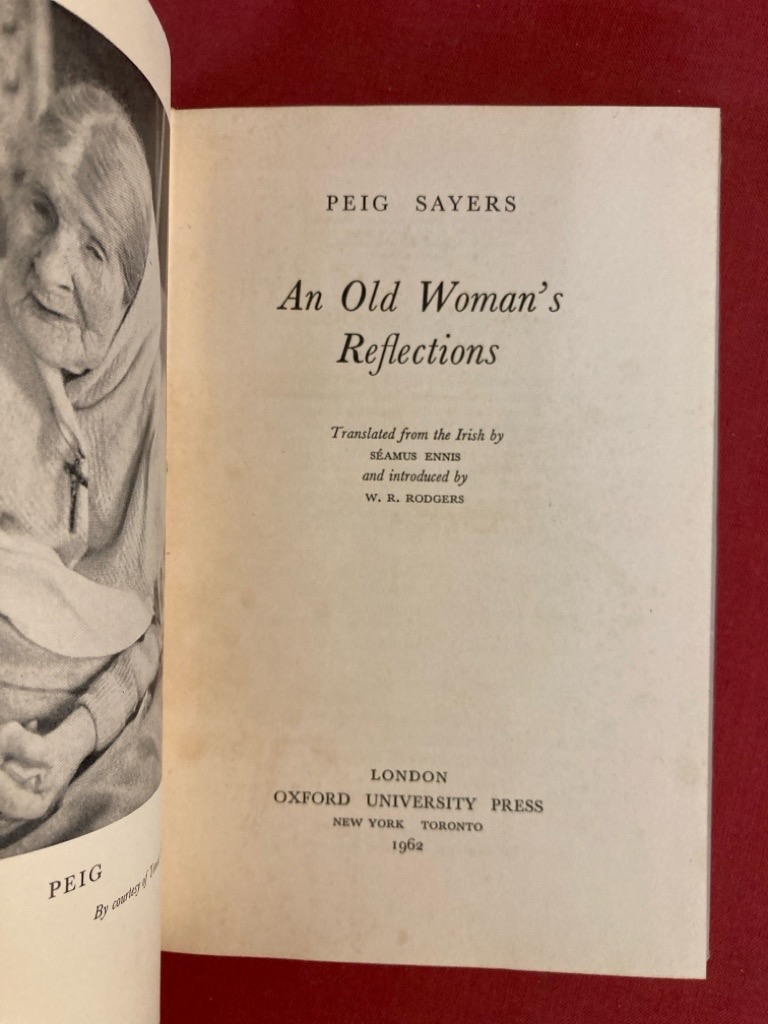 PEIG
By courtesy of
PEIG SAYERS
An Old Woman's
Reflections
Translated from the Irish by
SÉAMUS ENNIS
and introduced by
W. R. RODGERS
LONDON
OXFORD UNIVERSITY PRESS
NEW YORK TORONTO
1962